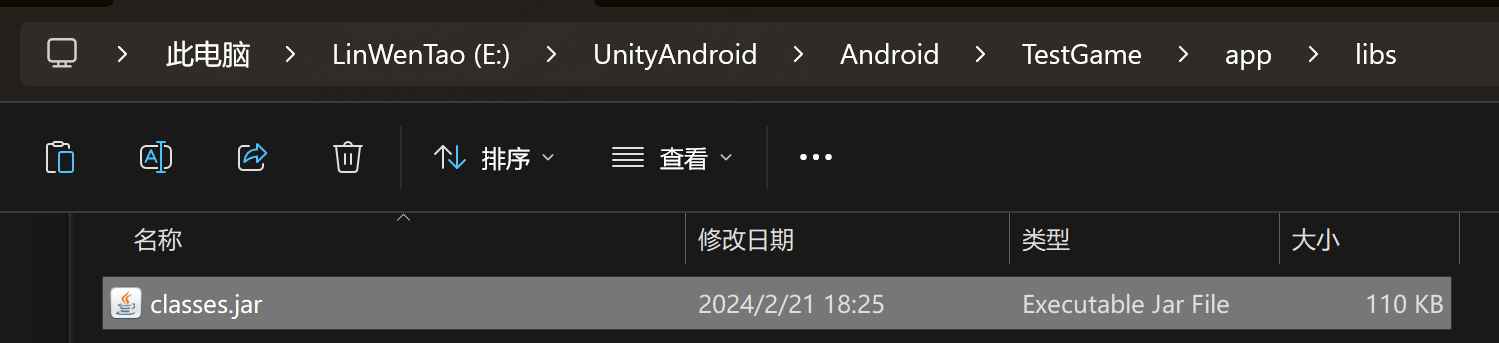 此电脑 > LinWenTao (E:) > UnityAndroid > Android > TestGame > app > libs
排序 查看
名称 修改日期 类型 大小
classes.jar 2024/2/21 18:25 Executable Jar File 110 KB